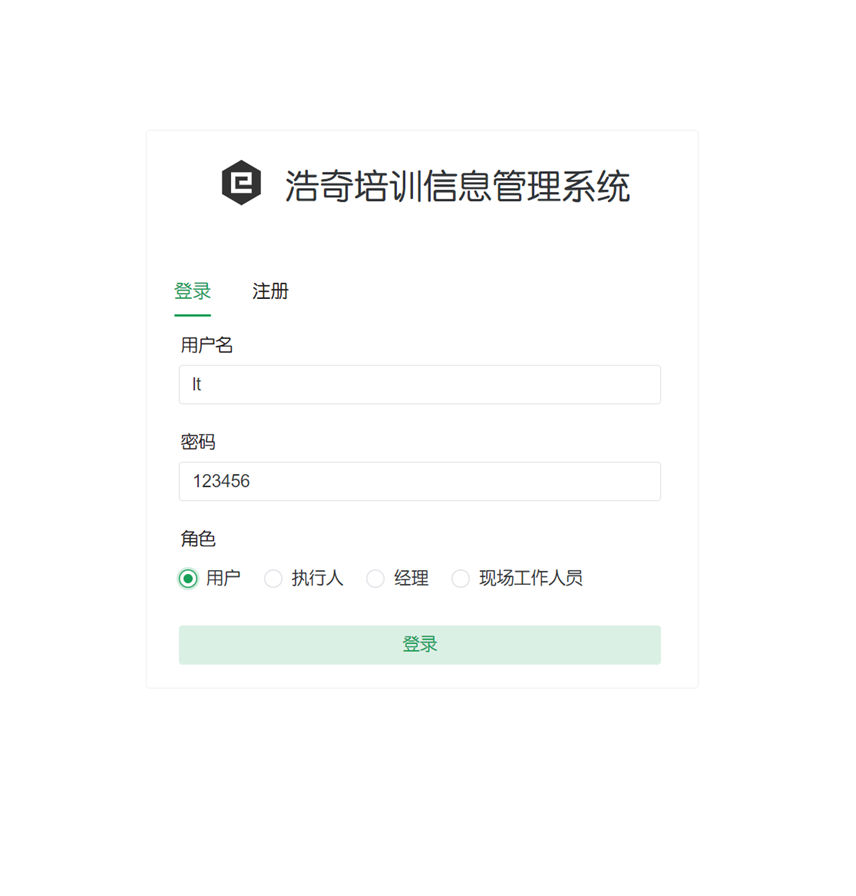 浩奇培训信息管理系统
登录 注册
用户名
lt
密码
123456
角色
用户 执行人 经理 现场工作人员
登录